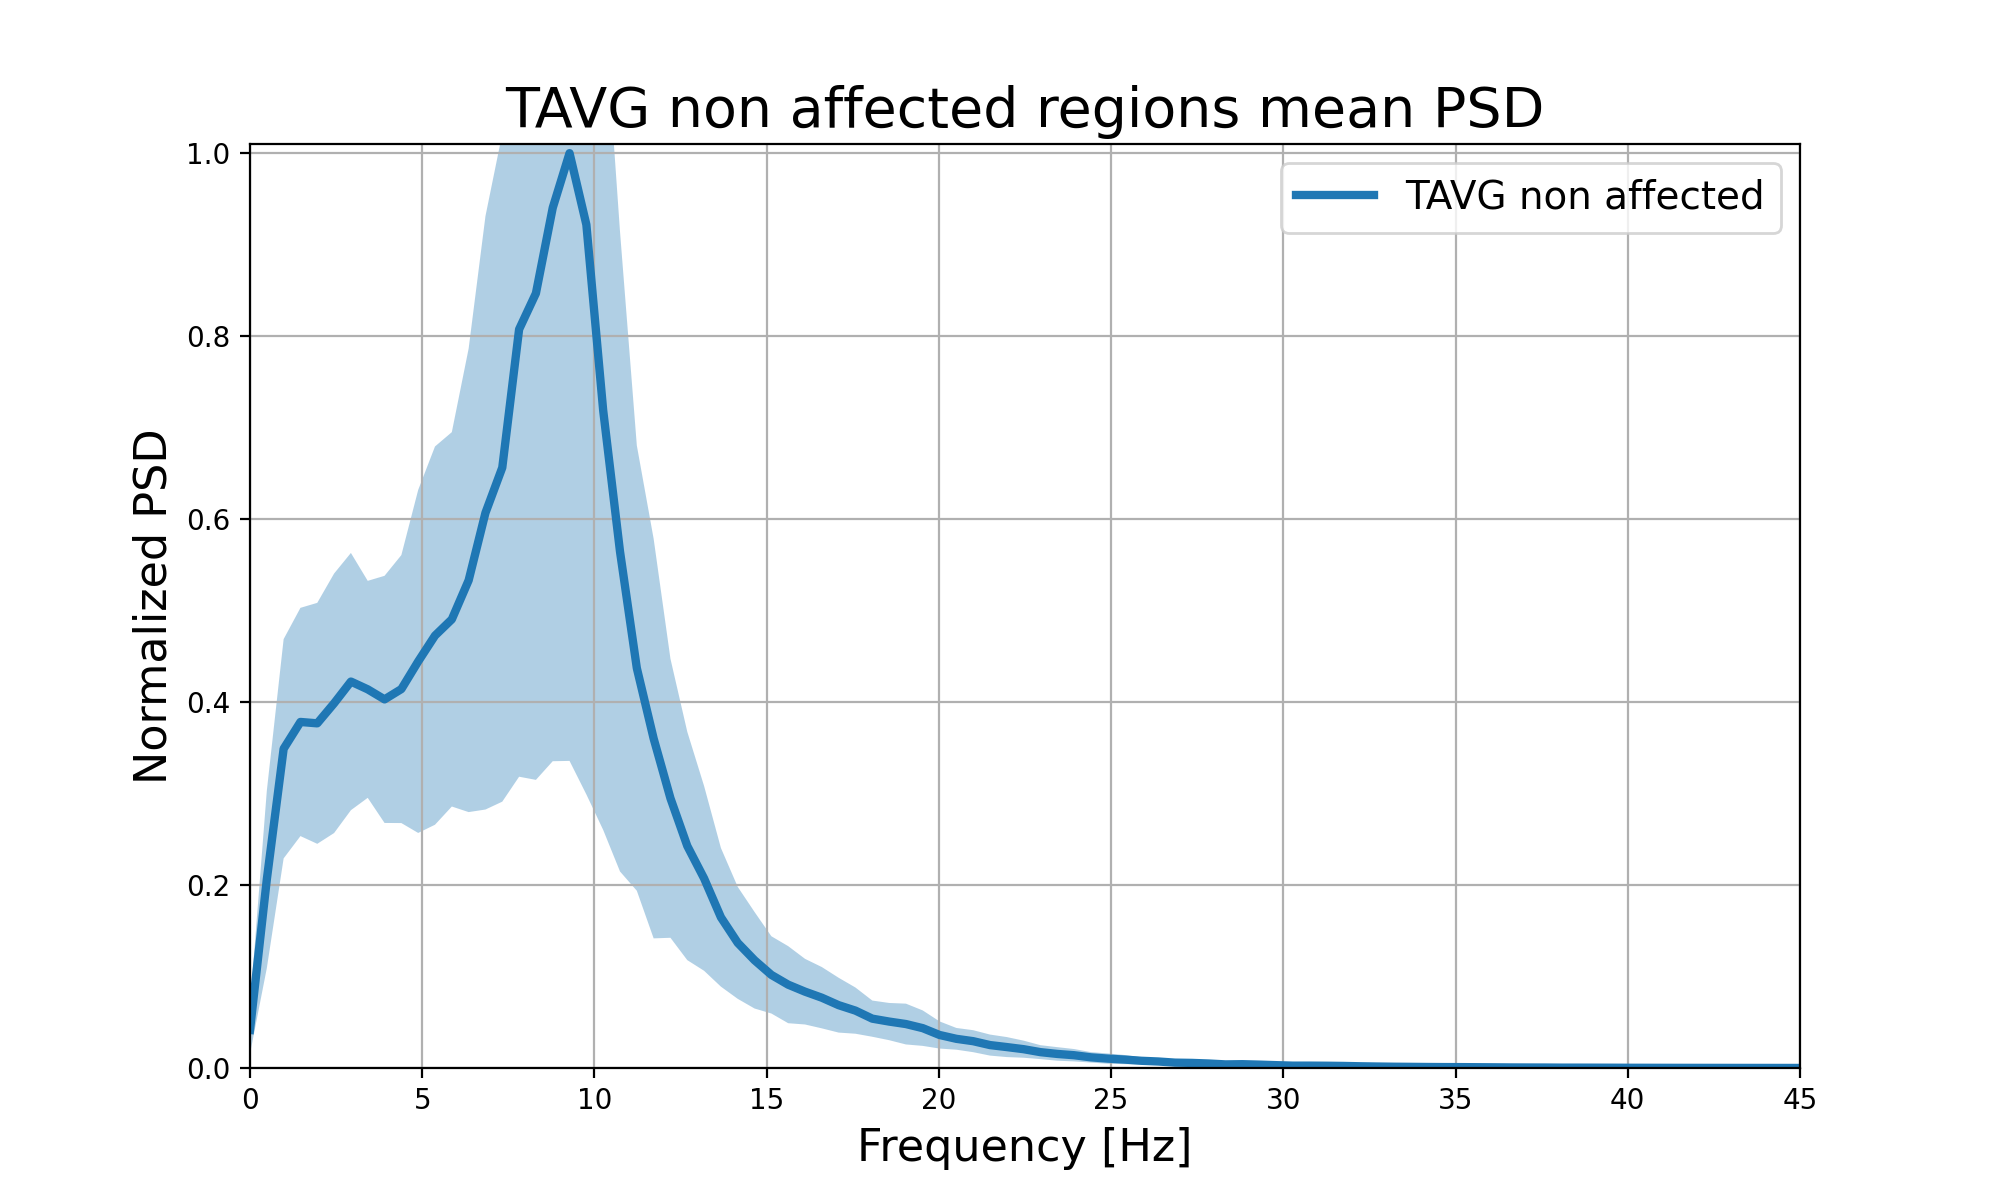 TAVG non affected regions mean PSD
TAVG non affected
Normalized PSD
1.0
0.8
0.6
0.4
0.2
0.0
0 5 10 15 20 25 30 35 40 45
Frequency [Hz]